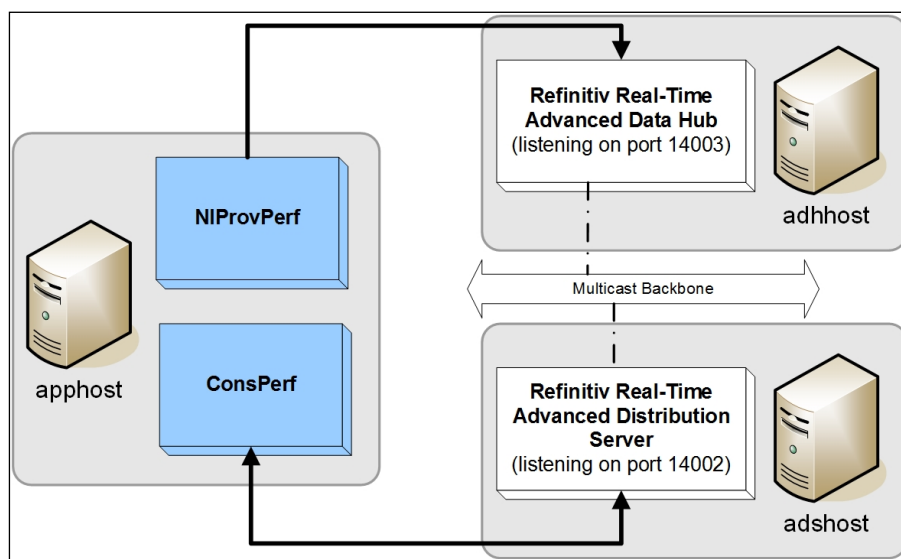 Refinitiv Real-Time
Advanced Data Hub
(listening on port 14003)
adhhost
NIProvPerf
Multicast Backbone
apphost
ConsPerf
Refinitiv Real-Time
Advanced Distribution
Server
(listening on port 14002)
adshost